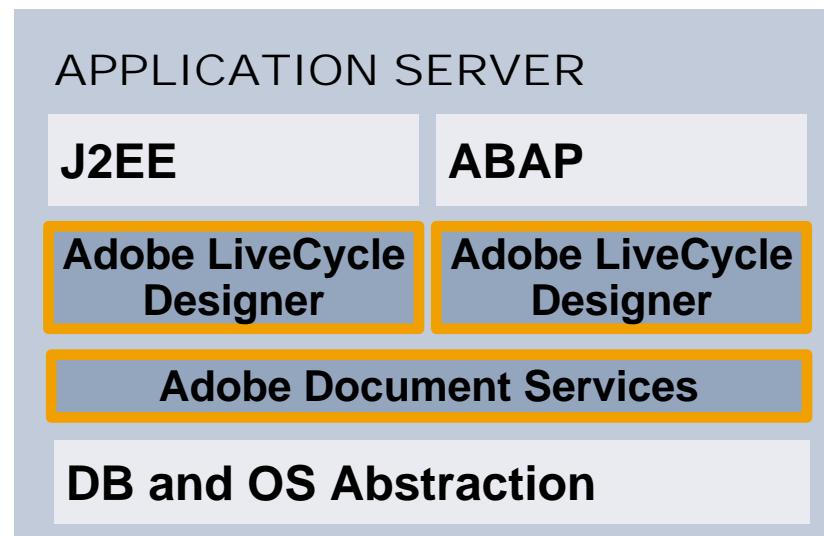 APPLICATION SERVER
J2EE
ABAP
Adobe LiveCycle
Designer
Adobe LiveCycle
Designer
Adobe Document Services
DB and OS Abstraction